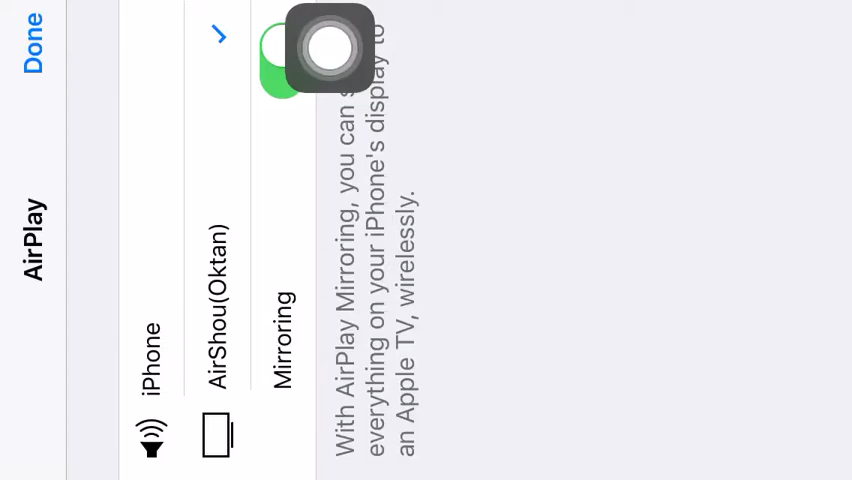 AirPlay
Done
iPhone
AirShou(Oktan)
Mirroring
With AirPlay Mirroring, you can
everything on your iPhone's display to
an Apple TV, wirelessly.